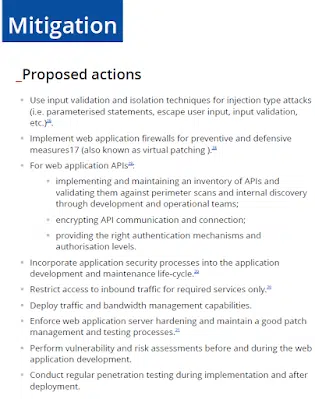 Mitigation
_Proposed actions
• Use input validation and isolation techniques for injection type attacks
(i.e. parameterised statements, escape user input, input validation,
etc.).
• Implement web application firewalls for preventive and defensive
measures17 (also known as virtual patching ).
• For web application APIs:
• implementing and maintaining an inventory of APIs and
validating them against perimeter scans and internal discovery
through development and operational teams;
• encrypting API communication and connection;
• providing the right authentication mechanisms and
authorisation levels.
• Incorporate application security processes into the application
development and maintenance life-cycle.
• Restrict access to inbound traffic for required services only.
• Deploy traffic and bandwidth management capabilities.
• Enforce web application server hardening and maintain a good patch
management and testing processes.
• Perform vulnerability and risk assessments before and during the web
application development.
• Conduct regular penetration testing during implementation and after
deployment.